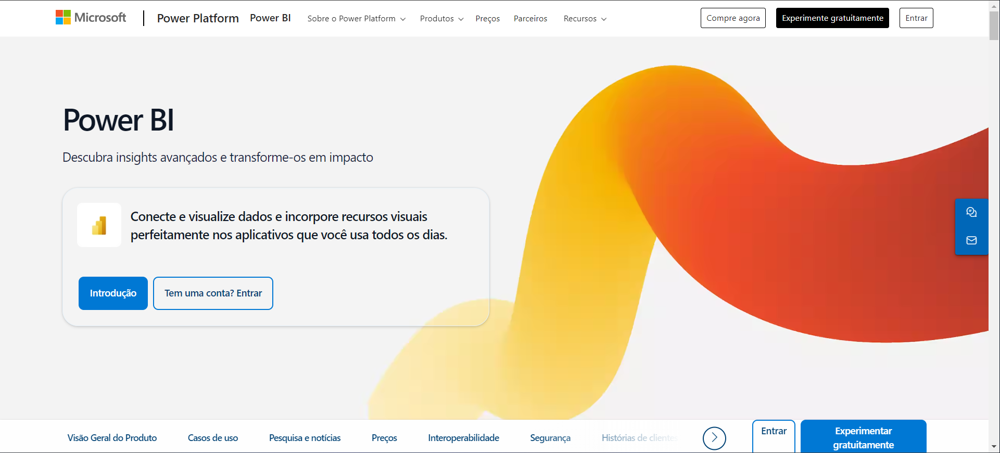 Microsoft
Power Platform
Power BI
Sobre o Power Platform
Produtos
Preços
Parceiros
Recursos
Compre agora
Experimente gratuitamente
Entrar
Power BI
Descubra insights avançados e transforme-os em impacto
Conecte e visualize dados e incorpore recursos visuais
perfeitamente nos aplicativos que você usa todos os dias.
Introdução
Tem uma conta? Entrar
Visão Geral do Produto
Casos de uso
Pesquisa e notícias
Preços
Interoperabilidade
Segurança
Histórias de clientes
Entrar
Experimentar
gratuitamente